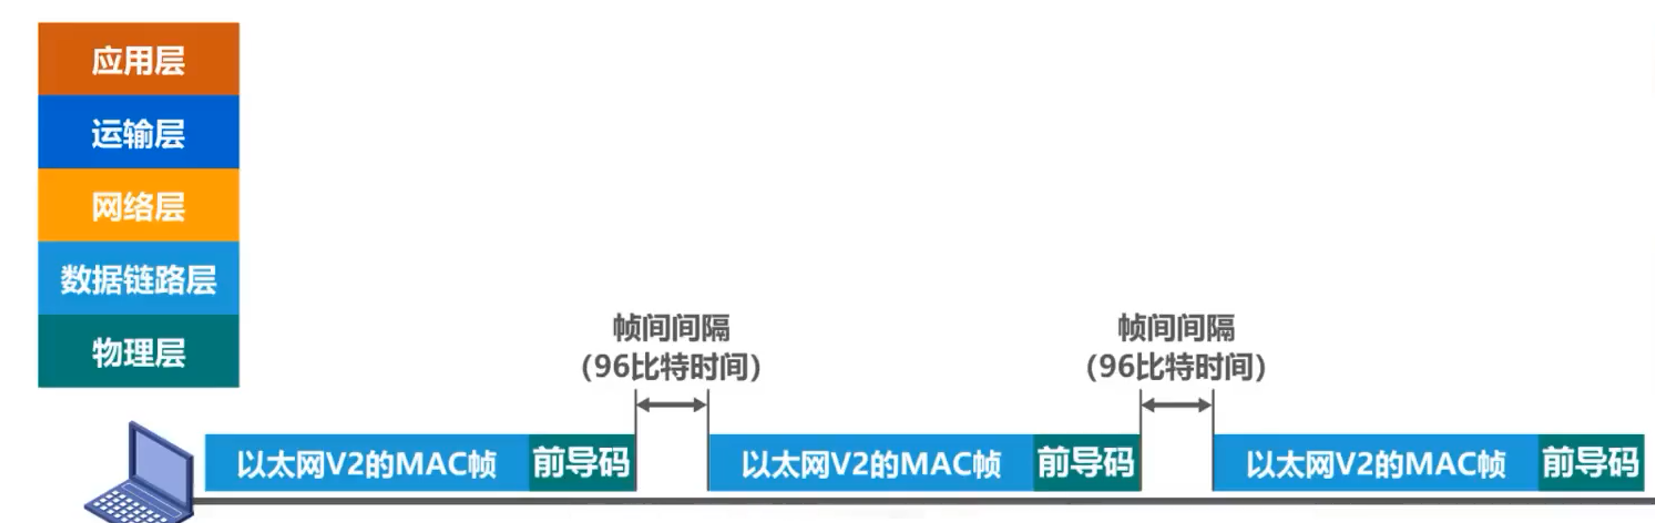 应用层
运输层
网络层
数据链路层
物理层
帧间间隔
（96比特时间）
帧间间隔
（96比特时间）
以太网V2的MAC帧 前导码 以太网V2的MAC帧 前导码 以太网V2的MAC帧 前导码